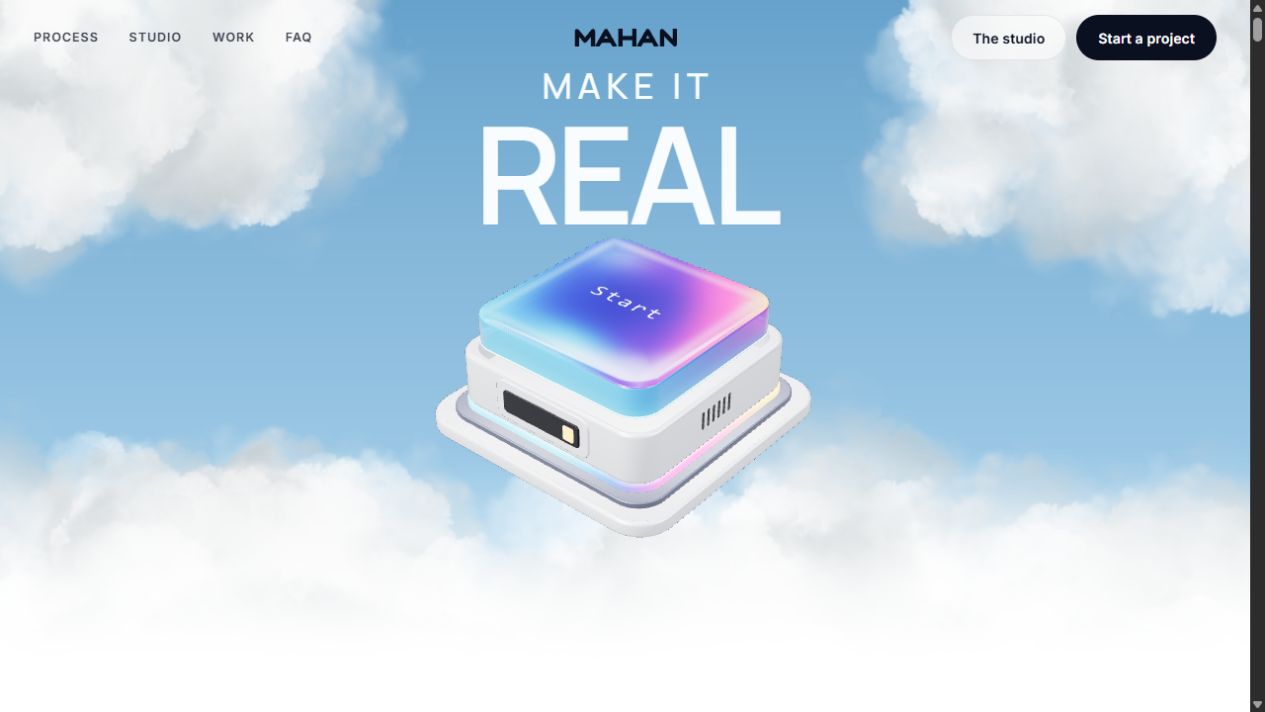 PROCESS STUDIO WORK FAQ
MAHAN
The studio
Start a project
MAKE IT
REAL
Start